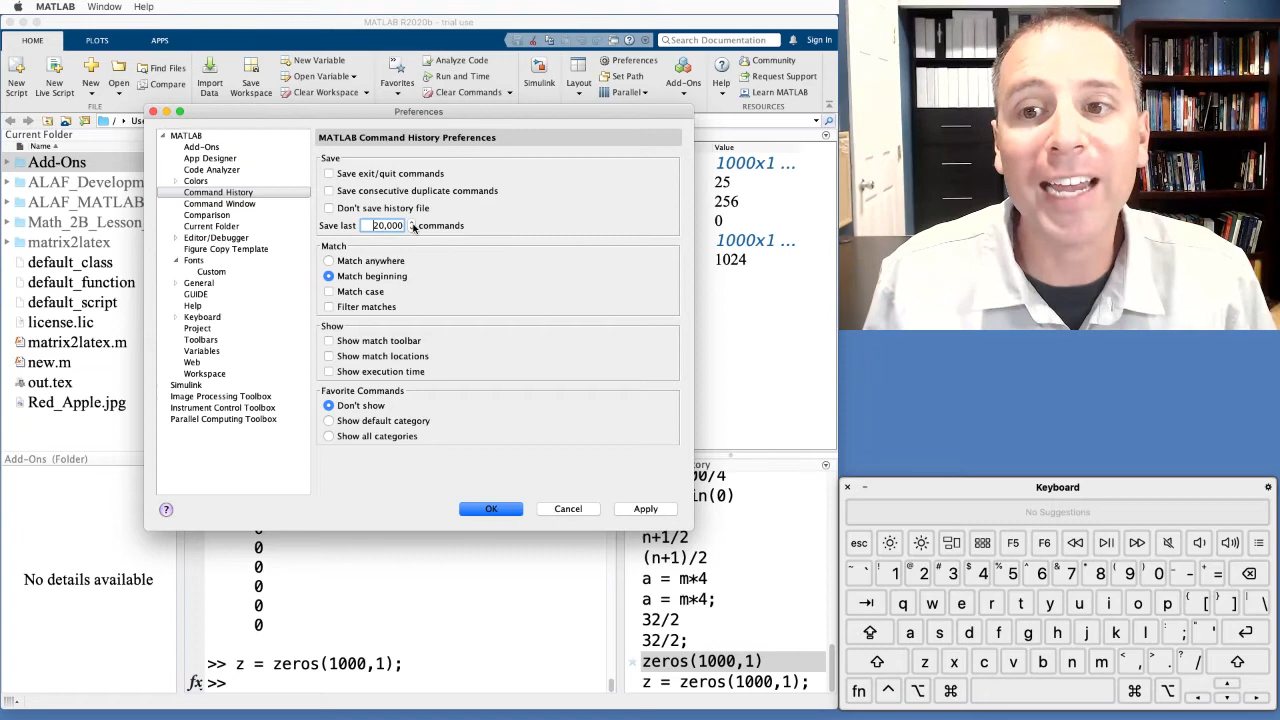 MATLAB Window Help
MATLAB R2020b - trial use
HOME PLOTS APPS
Search Documentation Sign In
New Script
New Live Script
New
Open
Find Files
Compare
Import Data
Save Workspace
New Variable
Open Variable
Clear Workspace
Favorites
Analyze Code
Run and Time
Clear Commands
Simulink
Layout
Preferences
Set Path
Parallel
Add-Ons
Help
Community
Request Support
Learn MATLAB
FILE
RESOURCES
/ Use
Current Folder
Name
Add-Ons
ALAF_Developm
ALAF_MATLAB
Math_2B_Lesson
matrix2latex
default_class
default_function
default_script
license.lic
matrix2latex.m
new.m
out.tex
Red_Apple.jpg
Add-Ons (Folder)
No details available
Preferences
MATLAB
Add-Ons
App Designer
Code Analyzer
Colors
Command History
Command Window
Comparison
Current Folder
Editor/Debugger
Figure Copy Template
Fonts
Custom
General
GUIDE
Help
Keyboard
Project
Toolbars
Variables
Web
Workspace
Simulink
Image Processing Toolbox
Instrument Control Toolbox
Parallel Computing Toolbox
MATLAB Command History Preferences
Save
Save exit/quit commands
Save consecutive duplicate commands
Don't save history file
Save last 20,000 commands
Match
Match anywhere
Match beginning
Match case
Filter matches
Show
Show match toolbar
Show match locations
Show execution time
Favorite Commands
Don't show
Show default category
Show all categories
?
OK Cancel Apply
Value
1000x1 ...
25
256
0
1000x1 ...
1024
0
0
0
0
0
0
>> z = zeros(1000,1);
fx >>
ory
00/4
in(0)
n+1/2
(n+1)/2
a = m*4
a = m*4;
32/2
32/2;
zeros(1000,1)
z = zeros(1000,1);
Keyboard
No Suggestions
esc F5 F6
~ ` ! 1 @ 2 # 3 $ 4 % 5 ^ 6 & 7 * 8 ( 9 ) 0 _ - + =
q w e r t y u i o p { [ } ] | \
a s d f g h j k l : ; " '
z x c v b n m < , > . ? /
fn